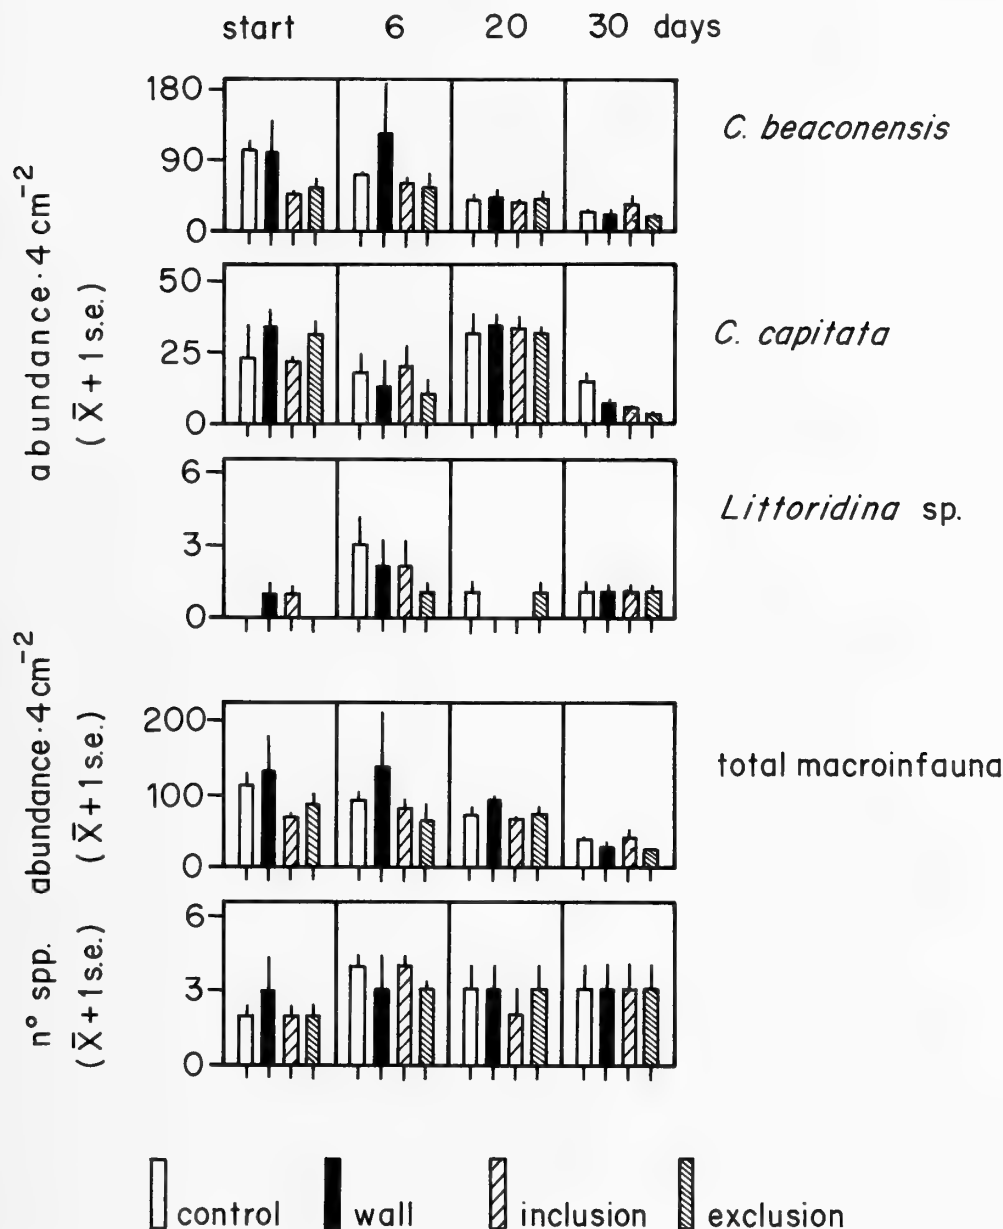 start 6 20 30 days
180
90
0
C. beaconensis
50
25
0
C. capitata
6
3
0
Littoridina sp.
abundance·4 cm⁻²
(X̄ + 1 s.e.)
200
100
0
total macroinfauna
abundance·4 cm⁻²
(X̄ + 1 s.e.)
6
3
0
n° spp.
(X̄ + 1 s.e.)
control wall inclusion exclusion